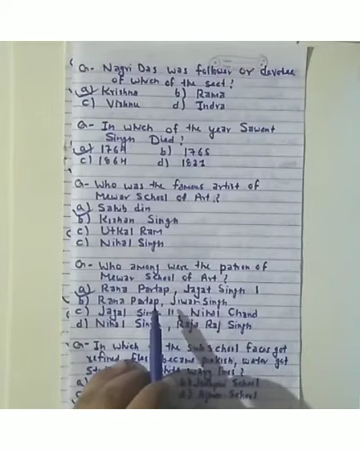 Q- Nagri Das was follower or devotee
of which of the sect?
a) Krishna b) Rama
c) Vishnu d) Indra
Q- In which of the year Sawant
Singh Died?
a) 1764 b) 1765
c) 1864 d) 1821
Q- Who was the famous artist of
Mewar School of Art?
a) Sahib din
b) Kishan Singh
c) Utkal Ram
c) Nihal Singh
Q- Who among were the patron of
Mewar School of Art?
a) Rana Partap, Jagat Singh I
b) Rana Partap, Jiwan Singh
c) Jagat Singh II, Nihal Chand
d) Nihal Singh, Raja Raj Singh
Q- In which the Sub School faces got
refined
School
d) Ajmer School